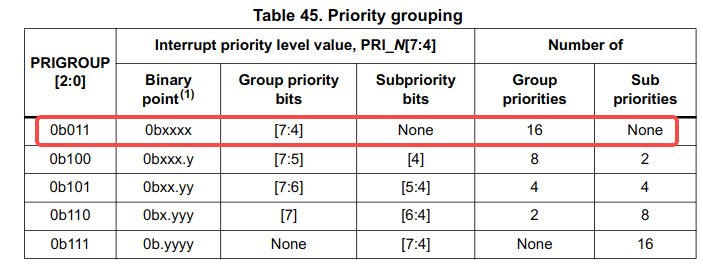 Table 45. Priority grouping
PRIGROUP [2:0] Interrupt priority level value, PRI_N[7:4] Number of
Binary point(1) Group priority bits Subpriority bits Group priorities Sub priorities
0b011 0bxxxx [7:4] None 16 None
0b100 0bxxx.y [7:5] [4] 8 2
0b101 0bxx.yy [7:6] [5:4] 4 4
0b110 0bx.yyy [7] [6:4] 2 8
0b111 0b.yyyy None [7:4] None 16